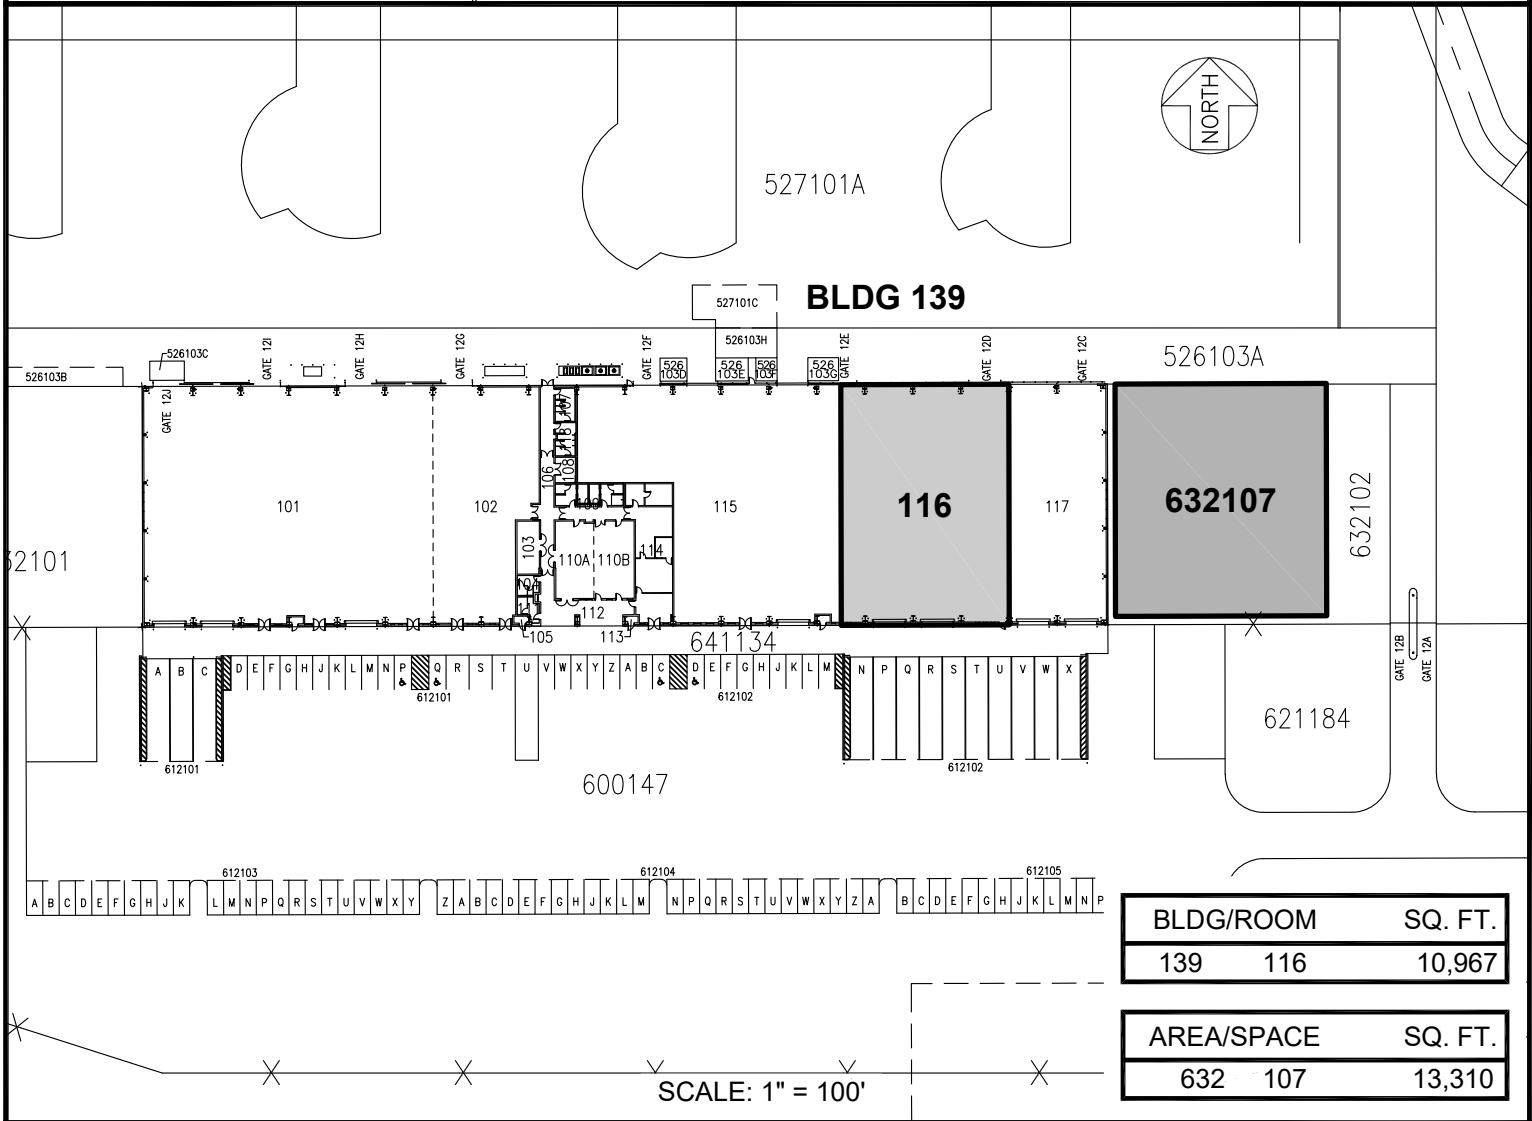 NORTH
527101A
527101C
BLDG 139
526103H
526103C
GATE 12I
GATE 12H
GATE 12G
GATE 12F
GATE 12E
GATE 12D
GATE 12C
526103A
526103B
526 103D
526 103E
526 103F
526 103G
GATE 12J
107
118
108
106
101
102
115
116
117
632107
632102
103
110A
110B
114
112
105
113
641134
GATE 12B
GATE 12A
A B C D E F G H J K L M N P Q R S T U V W X Y Z A B C D E F G H J K L M N P Q R S T U V W X
612101
612102
612101
612102
621184
600147
612103
612104
612105
A B C D E F G H J K L M N P Q R S T U V W X Y Z A B C D E F G H J K L M N P Q R S T U V W X Y Z A B C D E F G H J K L M N P
BLDG/ROOM SQ. FT.
139 116 10,967
AREA/SPACE SQ. FT.
632 107 13,310
SCALE: 1" = 100'